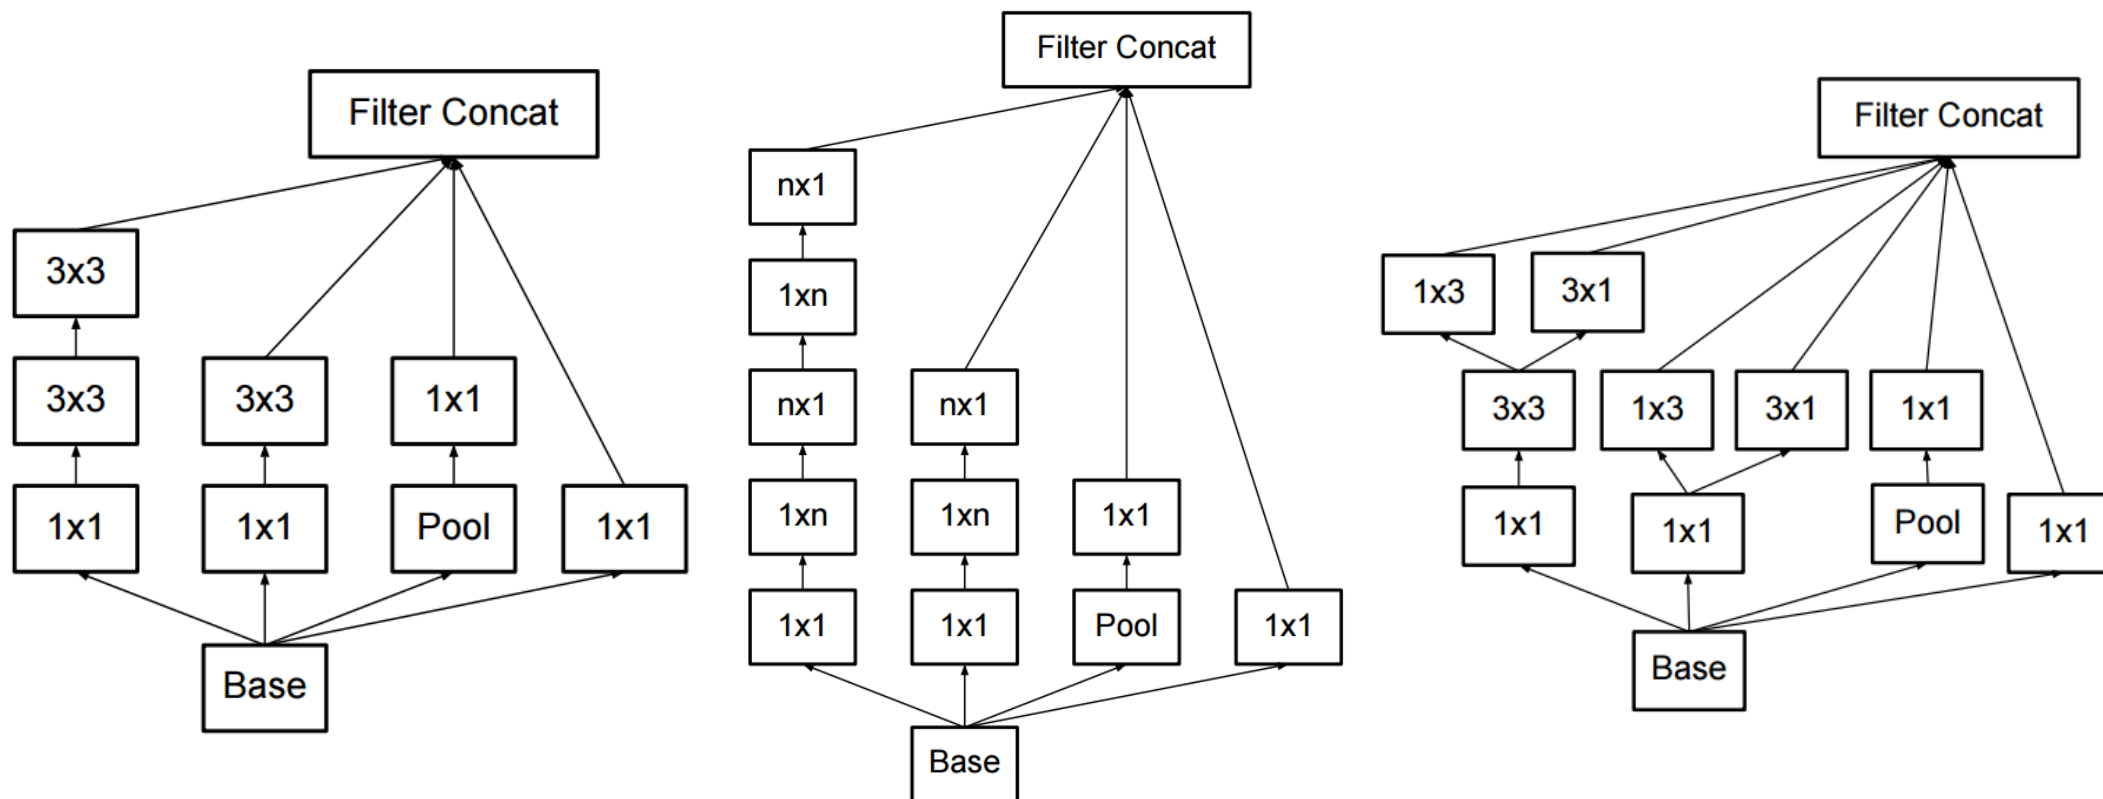 Filter Concat
3x3
3x3
3x3
1x1
1x1
1x1
Pool
1x1
Base
Filter Concat
nx1
1xn
nx1
nx1
1xn
1xn
1x1
1x1
1x1
Pool
1x1
Base
Filter Concat
1x3
3x1
3x3
1x3
3x1
1x1
1x1
1x1
Pool
1x1
Base